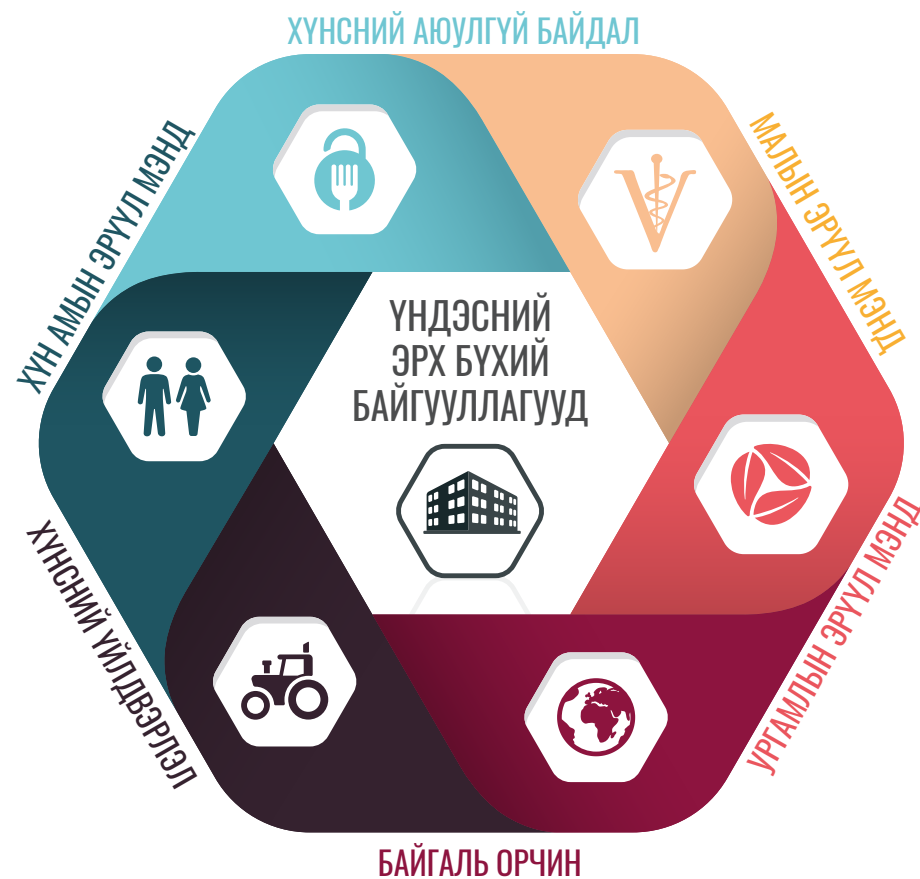 ХҮНСНИЙ АЮУЛГҮЙ БАЙДАЛ
МАЛЫН ЭРҮҮЛ МЭНД
ХҮН АМЫН ЭРҮҮЛ МЭНД
ҮНДЭСНИЙ
ЭРХ БҮХИЙ
БАЙГУУЛЛАГУУД
УРГАМЛЫН ЭРҮҮЛ МЭНД
ХҮНСНИЙ ҮЙЛДВЭРЛЭЛ
БАЙГАЛЬ ОРЧИН